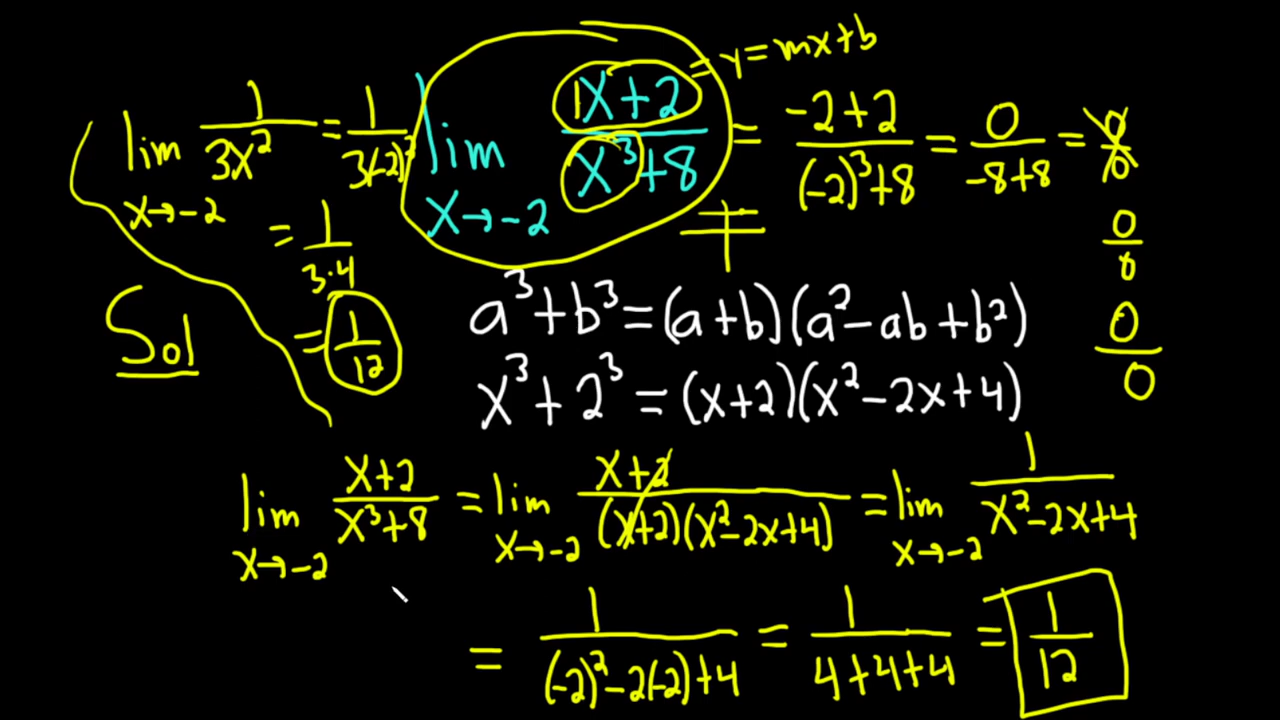 lim x→-2 1/(3x²) = 1/(3(-2)²)
= 1/(3·4)
= 1/12
lim x→-2 (1x+2)/(x³+8) = (-2+2)/((-2)³+8) = 0/(-8+8) = 0/0
= y = mx+b
0/0
0/0
Sol
a³+b³=(a+b)(a²-ab+b²)
x³+2³=(x+2)(x²-2x+4)
lim x→-2 (x+2)/(x³+8) = lim x→-2 (x+2)/((x+2)(x²-2x+4)) = lim x→-2 1/(x²-2x+4)
= 1/((-2)²-2(-2)+4) = 1/(4+4+4) = 1/12